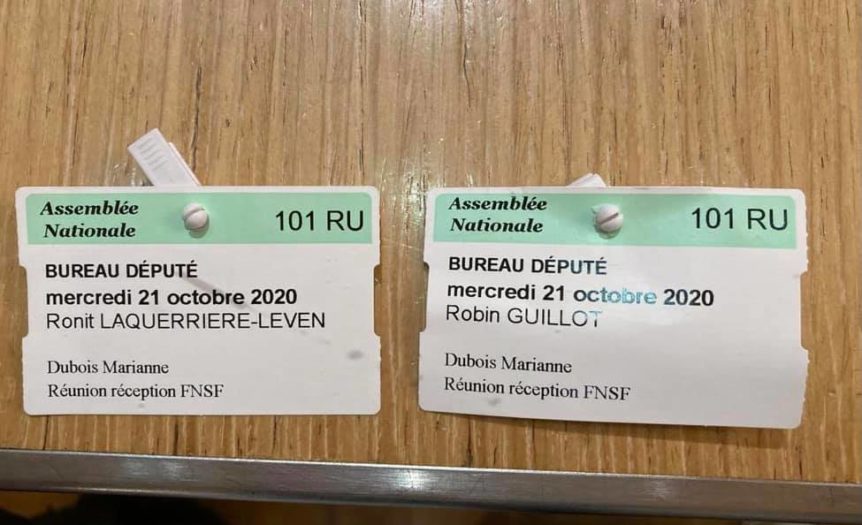 Assemblée
Nationale
101 RU
BUREAU DÉPUTÉ
mercredi 21 octobre 2020
Ronit LAQUERRIERE-LEVEN
Dubois Marianne
Réunion réception FNSF
Assemblée
Nationale
101 RU
BUREAU DÉPUTÉ
mercredi 21 octobre 2020
Robin GUILLOT
Dubois Marianne
Réunion réception FNSF